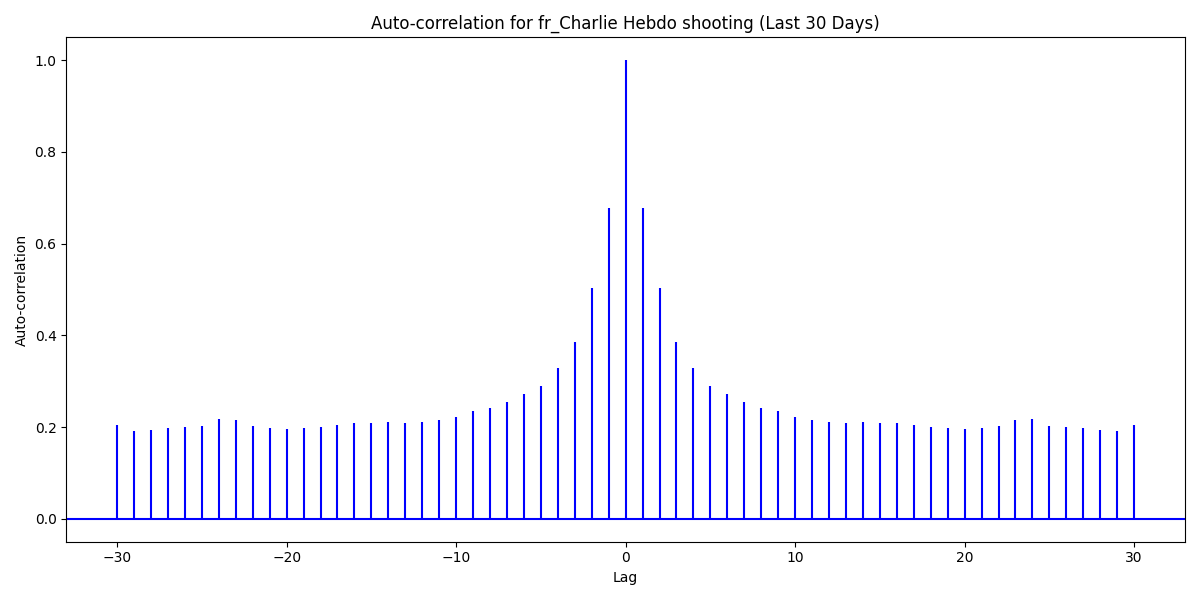 Auto-correlation for fr_Charlie Hebdo shooting (Last 30 Days)
Auto-correlation
1.0
0.8
0.6
0.4
0.2
0.0
−30 −20 −10 0 10 20 30
Lag